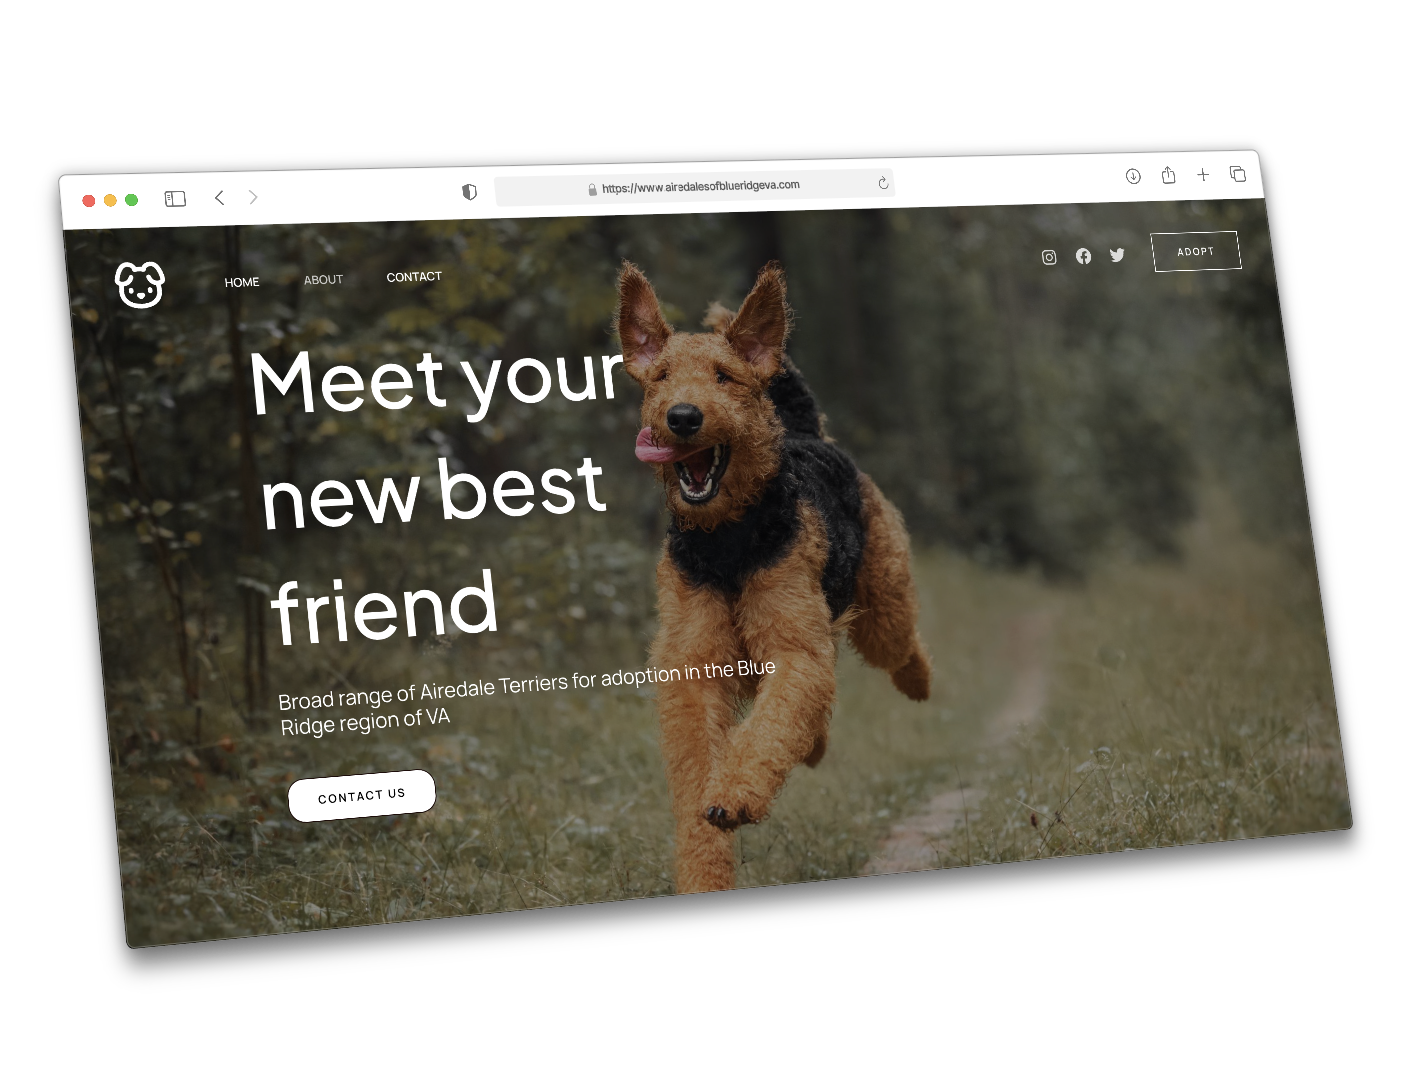 https://www.airedalesofblueridgeva.com
HOME
ABOUT
CONTACT
ADOPT
Meet your
new best
friend
Broad range of Airedale Terriers for adoption in the Blue
Ridge region of VA
CONTACT US